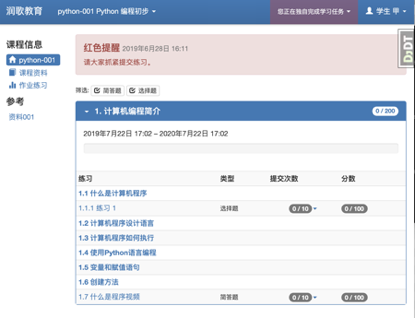 润歌教育
python-001 Python 编程初步
您正在独自完成学习任务
学生 甲
DjDT
课程信息
python-001
课程资料
作业练习
参考
资料001
红色提醒 2019年6月28日 16:11
请大家抓紧提交练习。
筛选: 简答题 选择题
1. 计算机编程简介
0 / 200
2019年7月22日 17:02 – 2020年7月22日 17:02
练习 类型 提交次数 分数
1.1 什么是计算机程序
1.1.1 练习 1 选择题 0 / 10 0 / 100
1.2 计算机程序设计语言
1.3 计算机程序如何执行
1.4 使用Python语言编程
1.5 变量和赋值语句
1.6 创建方法
1.7 什么是程序视频 简答题 0 / 10 0 / 100